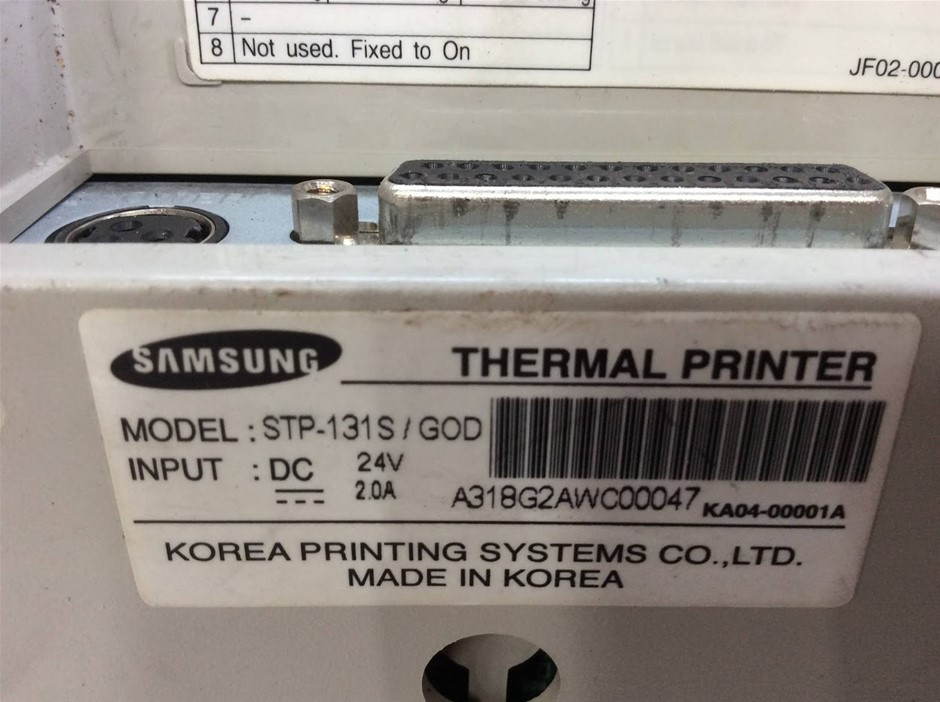 7 –
8 Not used. Fixed to On
JF02-000
SAMSUNG
THERMAL PRINTER
MODEL : STP-131S / GOD
INPUT : DC 24V
2.0A
A318G2AWC00047 KA04-00001A
KOREA PRINTING SYSTEMS CO.,LTD.
MADE IN KOREA